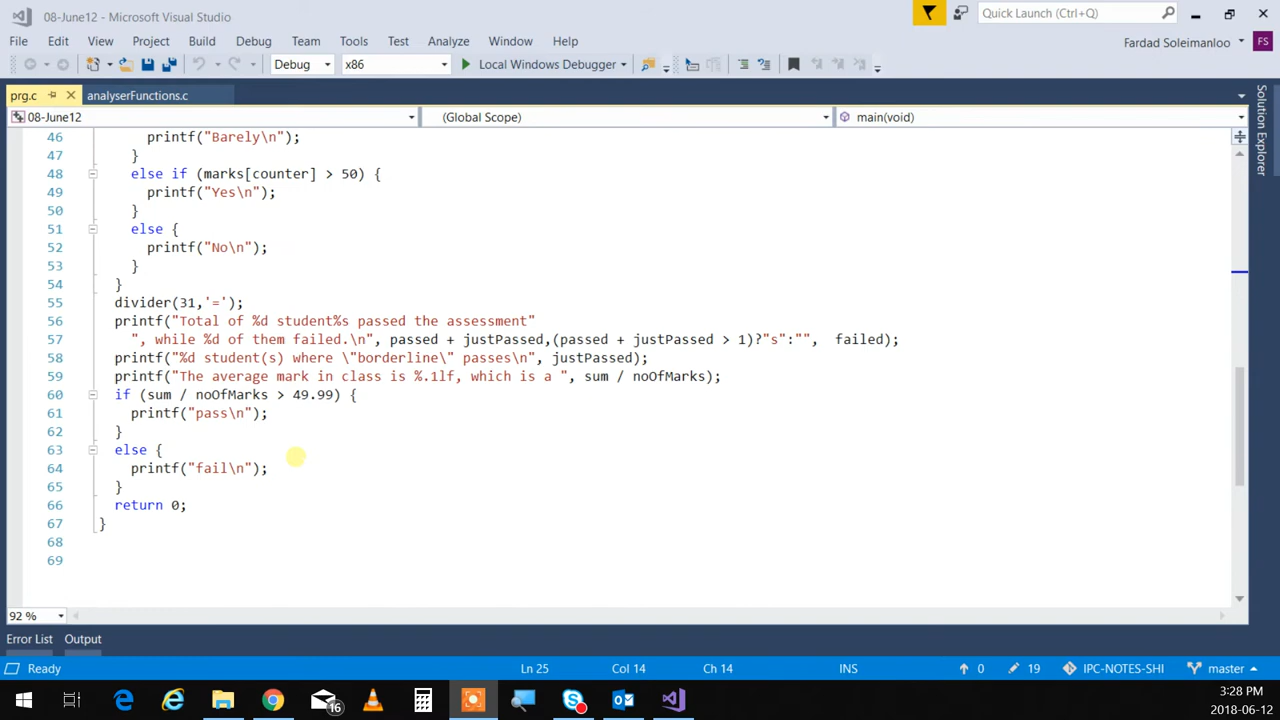 08-June12 - Microsoft Visual Studio
Quick Launch (Ctrl+Q)
File Edit View Project Build Debug Team Tools Test Analyze Window Help
Fardad Soleimanloo FS
Debug x86 Local Windows Debugger
prg.c analyserFunctions.c
Solution Explorer
08-June12 (Global Scope) main(void)
46 printf("Barely\n");
47 }
48 else if (marks[counter] > 50) {
49 printf("Yes\n");
50 }
51 else {
52 printf("No\n");
53 }
54 }
55 divider(31,'=');
56 printf("Total of %d student%s passed the assessment"
57 ", while %d of them failed.\n", passed + justPassed,(passed + justPassed > 1)?"s":"", failed);
58 printf("%d student(s) where \"borderline\" passes\n", justPassed);
59 printf("The average mark in class is %.1lf, which is a ", sum / noOfMarks);
60 if (sum / noOfMarks > 49.99) {
61 printf("pass\n");
62 }
63 else {
64 printf("fail\n");
65 }
66 return 0;
67 }
68
69
92 %
Error List Output
Ready Ln 25 Col 14 Ch 14 INS 0 19 IPC-NOTES-SHI master
16
3:28 PM
2018-06-12